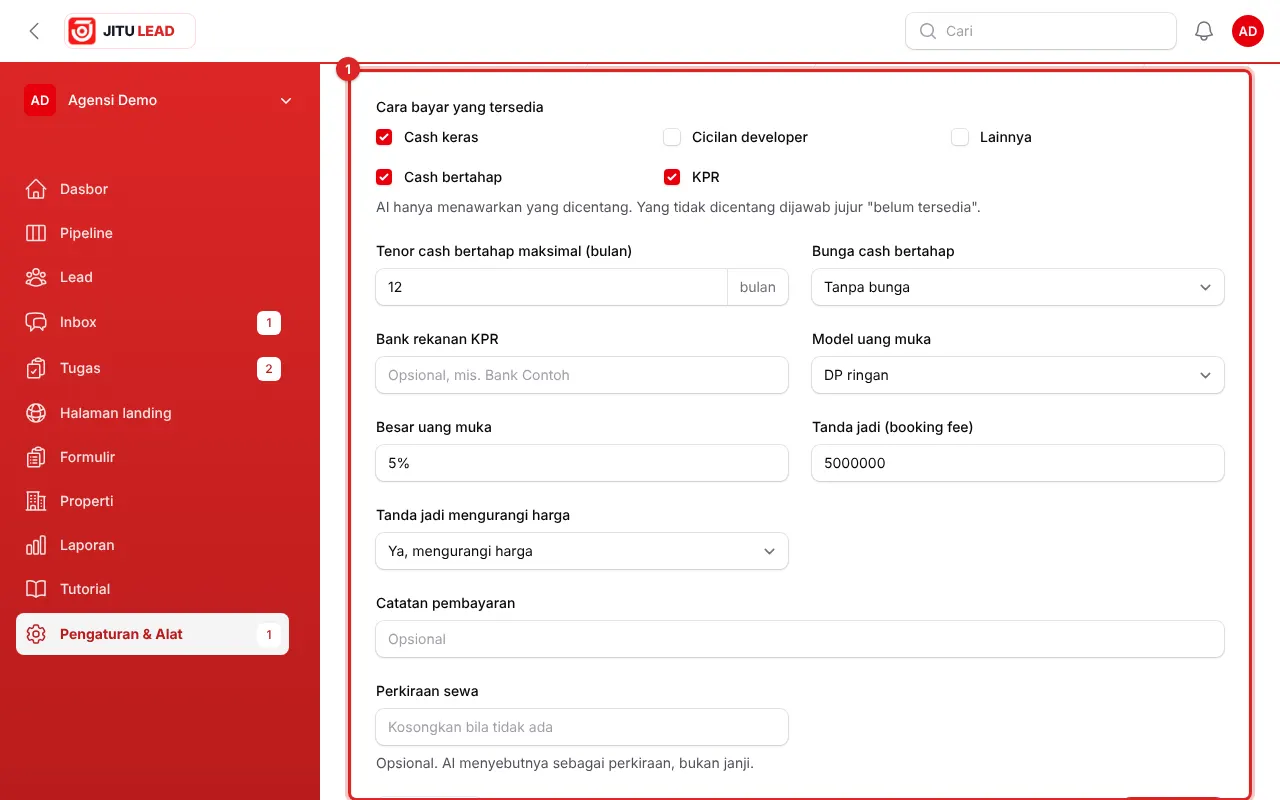 JITU LEAD
Cari
AD
AD Agensi Demo
Dasbor
Pipeline
Lead
Inbox 1
Tugas 2
Halaman landing
Formulir
Properti
Laporan
Tutorial
Pengaturan & Alat 1
1
Cara bayar yang tersedia
Cash keras Cicilan developer Lainnya
Cash bertahap KPR
AI hanya menawarkan yang dicentang. Yang tidak dicentang dijawab jujur "belum tersedia".
Tenor cash bertahap maksimal (bulan) Bunga cash bertahap
12 bulan Tanpa bunga
Bank rekanan KPR Model uang muka
Opsional, mis. Bank Contoh DP ringan
Besar uang muka Tanda jadi (booking fee)
5% 5000000
Tanda jadi mengurangi harga
Ya, mengurangi harga
Catatan pembayaran
Opsional
Perkiraan sewa
Kosongkan bila tidak ada
Opsional. AI menyebutnya sebagai perkiraan, bukan janji.